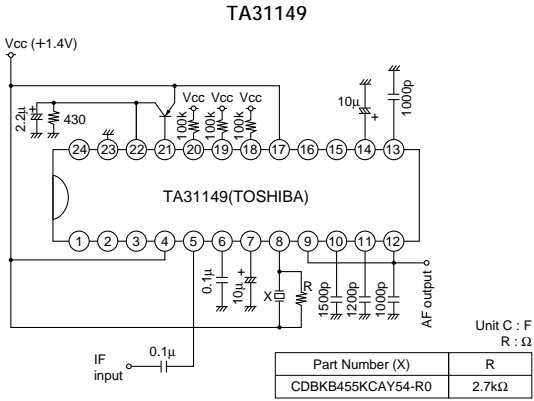 TA31149
Vcc (+1.4V)
2.2μ
+
430
Vcc Vcc Vcc
100k 100k 100k
10μ
+
1000p
24 23 22 21 20 19 18 17 16 15 14 13
TA31149(TOSHIBA)
1 2 3 4 5 6 7 8 9 10 11 12
0.1μ
10μ
+
X
R
1500p
1200p
1000p
AF output
IF
input
0.1μ
Unit C : F
R : Ω
Part Number (X) R
CDBKB455KCAY54-R0 2.7kΩ